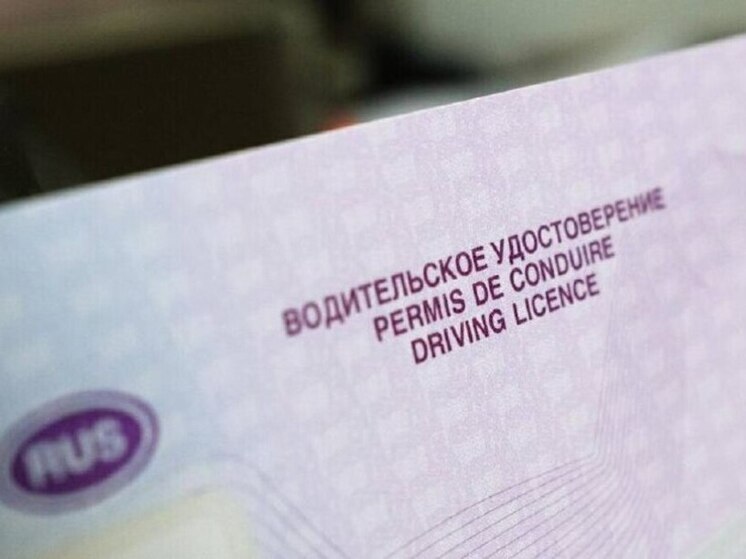 ВОДИТЕЛЬСКОЕ УДОСТОВЕРЕНИЕ
PERMIS DE CONDUIRE
DRIVING LICENCE
RUS